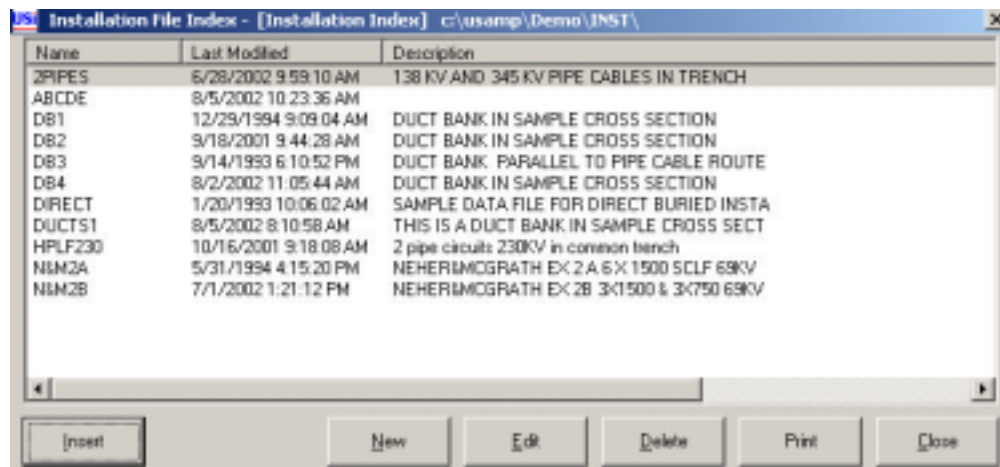 USi Installation File Index - [Installation Index] c:\usamp\Demo\INST\
Name Last Modified Description
2PIPES 6/28/2002 9:59:10 AM 138 KV AND 345 KV PIPE CABLES IN TRENCH
ABCDE 8/5/2002 10:23:36 AM
DB1 12/29/1994 9:09:04 AM DUCT BANK IN SAMPLE CROSS SECTION
DB2 9/18/2001 9:44:28 AM DUCT BANK IN SAMPLE CROSS SECTION
DB3 9/14/1993 6:10:52 PM DUCT BANK PARALLEL TO PIPE CABLE ROUTE
DB4 8/2/2002 11:05:44 AM DUCT BANK IN SAMPLE CROSS SECTION
DIRECT 1/20/1993 10:06:02 AM SAMPLE DATA FILE FOR DIRECT BURIED INSTA
DUCTS1 8/5/2002 8:10:58 AM THIS IS A DUCT BANK IN SAMPLE CROSS SECT
HPLF230 10/16/2001 9:18:08 AM 2 pipe circuits 230KV in common trench
N&M2A 5/31/1994 4:15:20 PM NEHER&MCGRATH EX 2 A 6 X 1500 SCLF 69KV
N&M2B 7/1/2002 1:21:12 PM NEHER&MCGRATH EX 2B 3X1500 & 3X750 69KV
Insert New Edit Delete Print Close